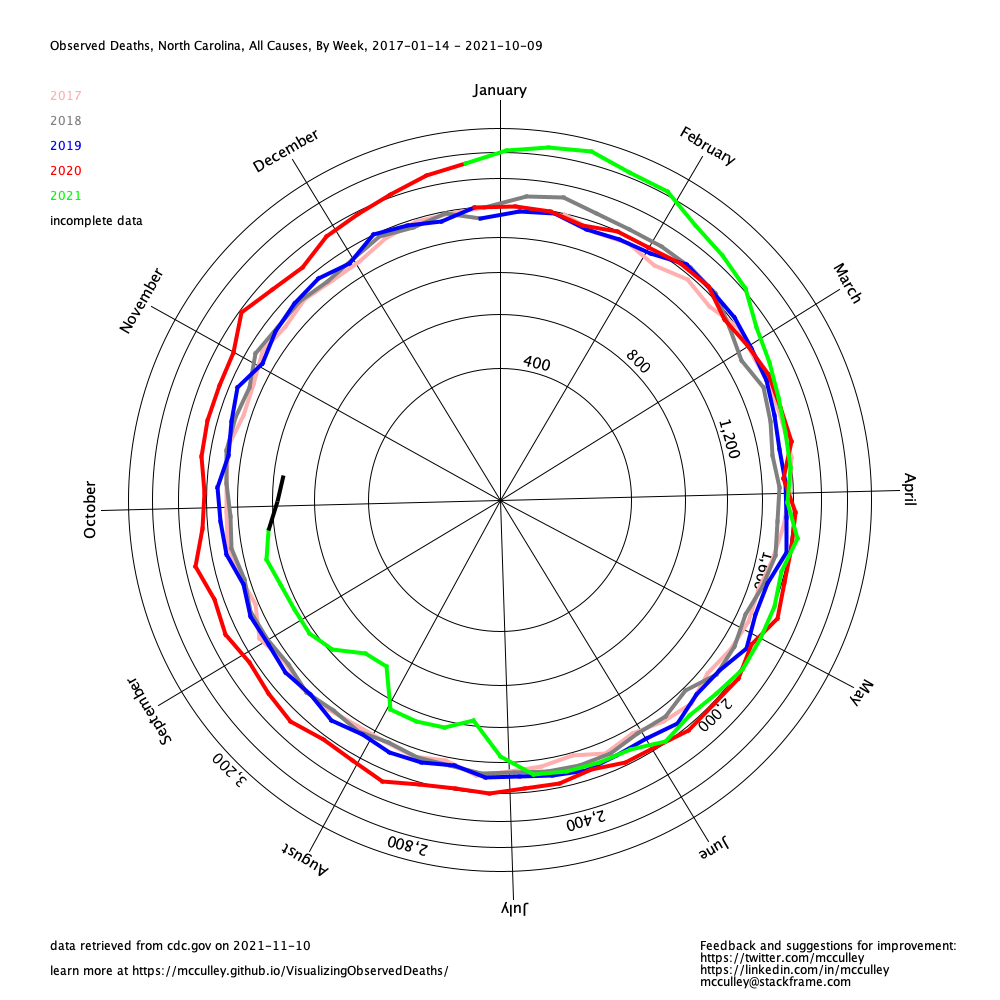 Observed Deaths, North Carolina, All Causes, By Week, 2017-01-14 - 2021-10-09
2017
2018
2019
2020
2021
incomplete data
January
February
March
April
May
June
July
August
September
October
November
December
400
800
1,200
1,600
2,000
2,400
2,800
3,200
data retrieved from cdc.gov on 2021-11-10
learn more at https://mcculley.github.io/VisualizingObservedDeaths/
Feedback and suggestions for improvement:
https://twitter.com/mcculley
https://linkedin.com/in/mcculley
mcculley@stackframe.com